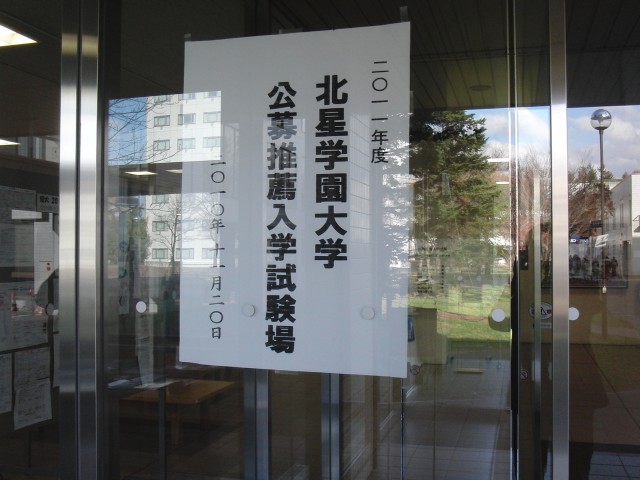 二〇一一年度
北星学園大学
公募推薦入学試験場
二〇一〇年十一月二〇日